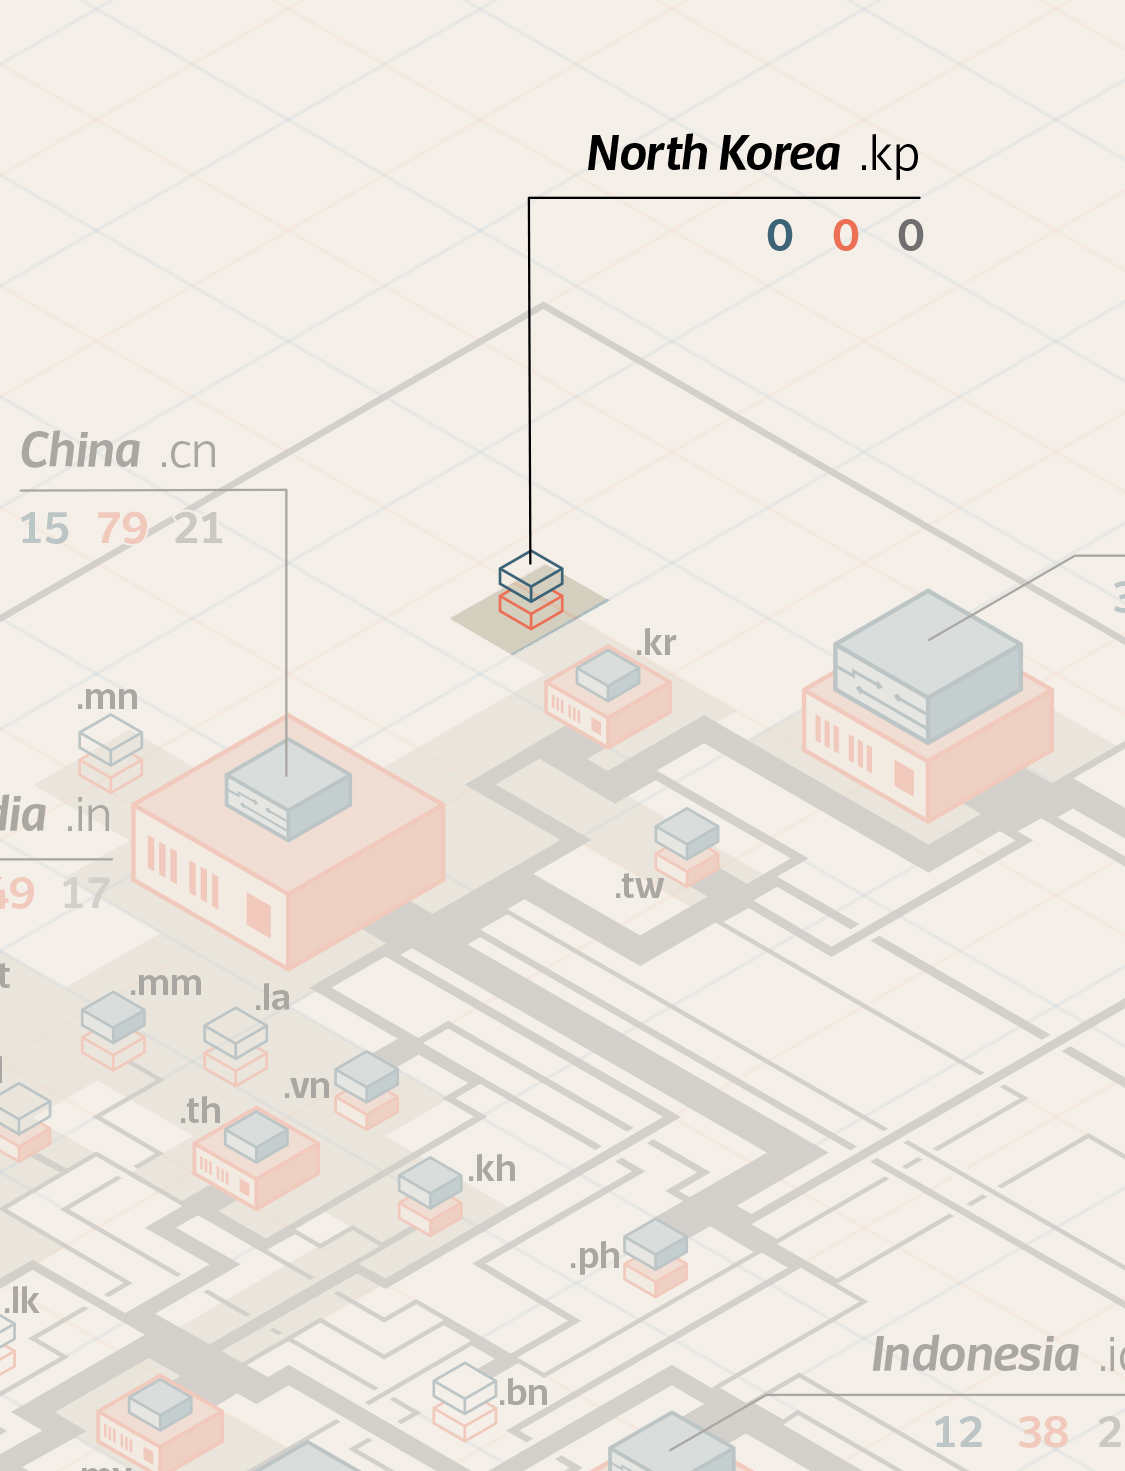 North Korea .kp
0 0 0
China .cn
15 79 21
.kr
.mn
.in
17
.tw
.mm
.la
.vn
.th
.kh
.ph
.lk
Indonesia
12 38
.bn